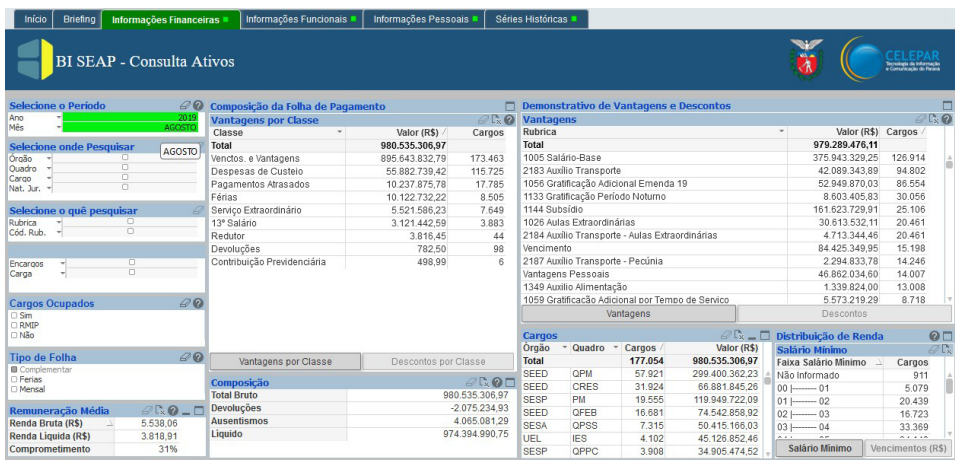 Início Briefing Informações Financeiras Informações Funcionais Informações Pessoais Séries Históricas
BI SEAP - Consulta Ativos
CELEPAR
Tecnologia da Informação
e Comunicação do Paraná
Selecione o Período
Ano 2019
Mês AGOSTO
Selecione onde Pesquisar
AGOSTO
Órgão
Quadro
Cargo
Nat. Jur.
Selecione o quê pesquisar
Rubrica
Cód. Rub.
Encargos
Carga
Cargos Ocupados
Sim
RMIP
Não
Tipo de Folha
Complementar
Ferias
Mensal
Remuneração Média
Renda Bruta (R$) 5.538,06
Renda Líquida (R$) 3.818,91
Comprometimento 31%
Composição da Folha de Pagamento
Vantagens por Classe
Classe Valor (R$) Cargos
Total 980.535.306,97
Venctos. e Vantagens 895.643.832,79 173.463
Despesas de Custeio 55.882.739,42 115.725
Pagamentos Atrasados 10.237.875,78 17.785
Férias 10.122.732,22 8.505
Serviço Extraordinário 5.521.586,23 7.649
13º Salário 3.121.442,59 3.883
Redutor 3.816,45 44
Devoluções 782,50 98
Contribuição Previdenciária 498,99 6
Vantagens por Classe Descontos por Classe
Composição
Total Bruto 980.535.306,97
Devoluções -2.075.234,93
Ausentismos 4.065.081,29
Líquido 974.394.990,75
Demonstrativo de Vantagens e Descontos
Vantagens
Rubrica Valor (R$) Cargos
Total 979.289.476,11
1005 Salário-Base 375.943.329,25 126.914
2183 Auxílio Transporte 42.089.343,89 94.802
1056 Gratificação Adicional Emenda 19 52.949.870,03 86.554
1133 Gratificação Período Noturno 8.603.405,83 30.056
1144 Subsídio 161.623.729,91 25.106
1026 Aulas Extraordinárias 30.613.532,11 20.461
2184 Auxílio Transporte - Aulas Extraordinárias 4.713.344,46 20.461
Vencimento 84.425.349,95 15.198
2187 Auxílio Transporte - Pecúnia 2.294.833,78 14.246
Vantagens Pessoais 46.862.034,60 14.007
1349 Auxílio Alimentação 1.339.824,00 13.008
1059 Gratificação Adicional por Tempo de Serviço 5.573.219,29 8.718
Vantagens Descontos
Cargos
Órgão Quadro Cargos Valor (R$)
Total 177.054 980.535.306,97
SEED QPM 57.921 299.400.362,23
SEED CRES 31.924 66.881.845,26
SESP PM 19.555 119.949.722,09
SEED QFEB 16.681 74.542.858,92
SESA QPSS 7.315 50.415.166,03
UEL IES 4.102 45.126.852,46
SESP QPPC 3.908 34.905.474,52
Distribuição de Renda
Salário Mínimo
Faixa Salário Mínimo Cargos
Não Informado 911
00 |-------- 01 5.079
01 |-------- 02 20.439
02 |-------- 03 16.723
03 |-------- 04 33.369
Salário Mínimo Vencimentos (R$)